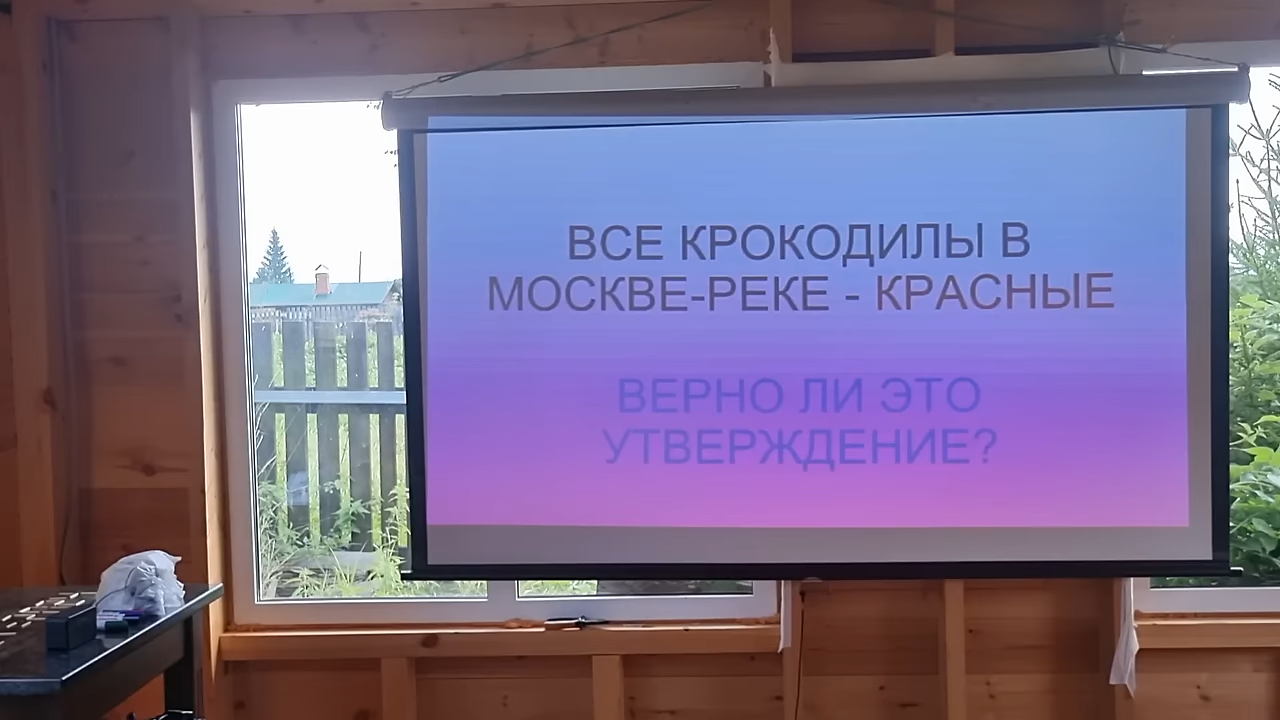 ВСЕ КРОКОДИЛЫ В
МОСКВЕ-РЕКЕ - КРАСНЫЕ
ВЕРНО ЛИ ЭТО
УТВЕРЖДЕНИЕ?